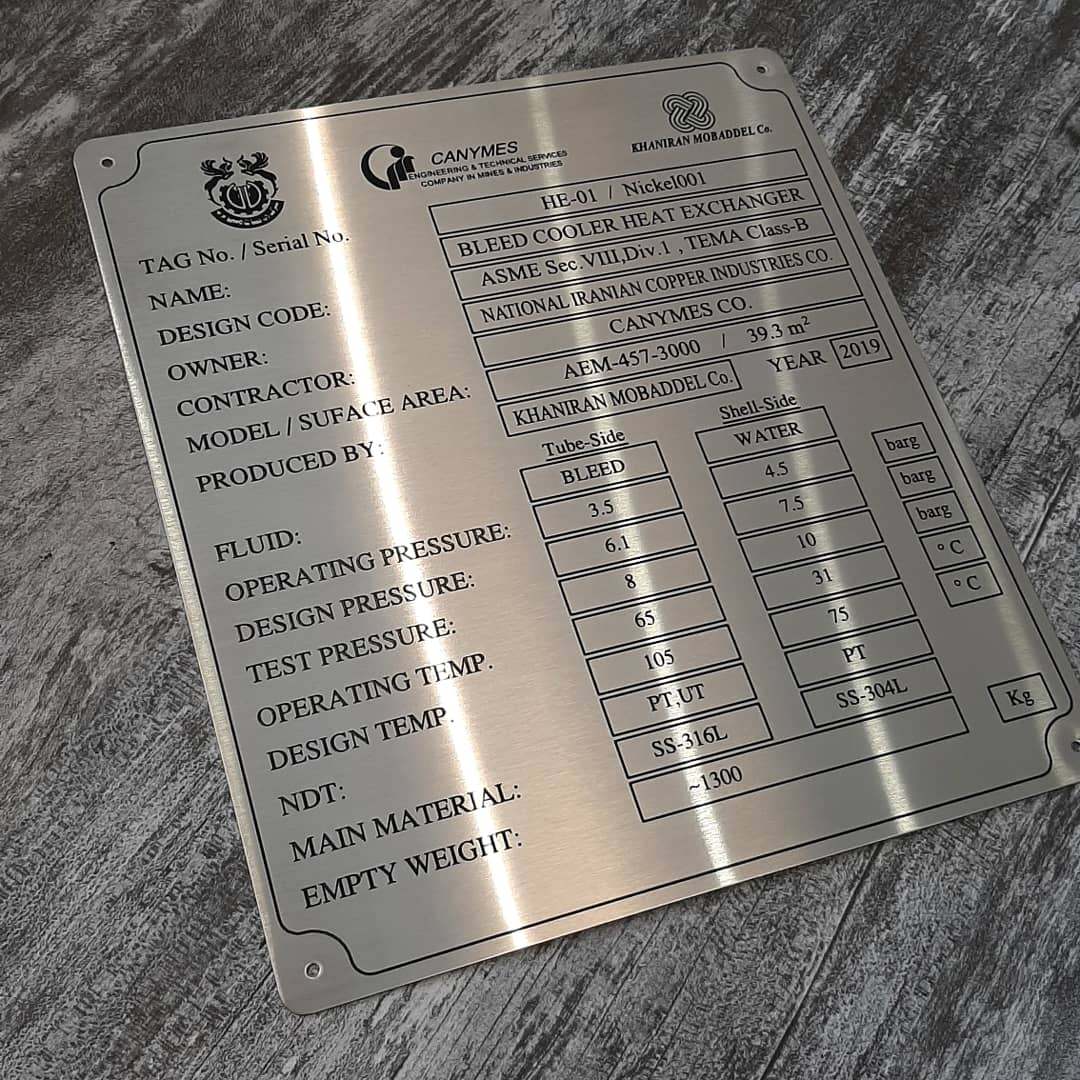 CANYMES
ENGINEERING & TECHNICAL SERVICES
COMPANY IN MINES & INDUSTRIES
KHANIRAN MOBADDEL Co.
TAG No. / Serial No. HE-01 / Nickel001
NAME: BLEED COOLER HEAT EXCHANGER
DESIGN CODE: ASME Sec.VIII,Div.1 , TEMA Class-B
OWNER: NATIONAL IRANIAN COPPER INDUSTRIES CO.
CONTRACTOR: CANYMES CO.
MODEL / SUFACE AREA: AEM-457-3000 / 39.3 m²
PRODUCED BY: KHANIRAN MOBADDEL Co. YEAR 2019
Tube-Side Shell-Side
FLUID: BLEED WATER
OPERATING PRESSURE: 3.5 4.5 barg
DESIGN PRESSURE: 6.1 7.5 barg
TEST PRESSURE: 8 10 barg
OPERATING TEMP. 65 31 °C
DESIGN TEMP. 105 75 °C
NDT: PT,UT PT
MAIN MATERIAL: SS-316L SS-304L
EMPTY WEIGHT: ~1300 Kg